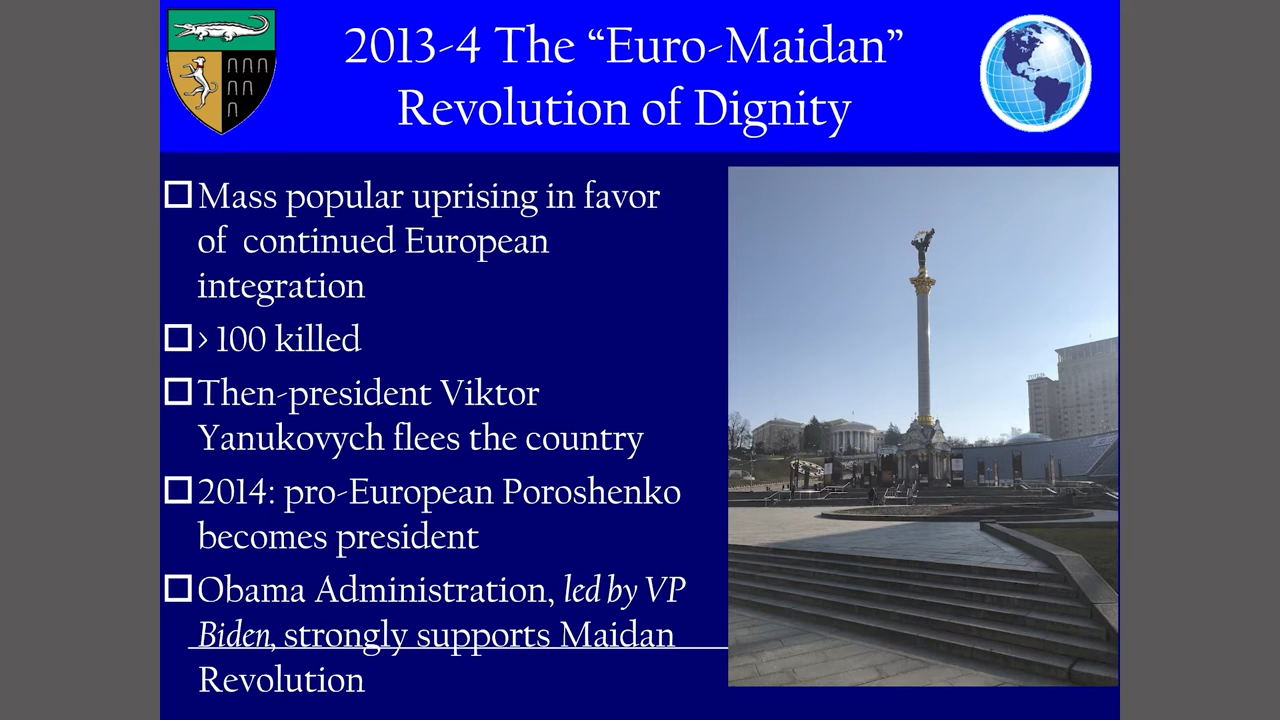 2013-4 The “Euro-Maidan”
Revolution of Dignity
Mass popular uprising in favor
of continued European
integration
> 100 killed
Then-president Viktor
Yanukovych flees the country
2014: pro-European Poroshenko
becomes president
Obama Administration, led by VP
Biden, strongly supports Maidan
Revolution